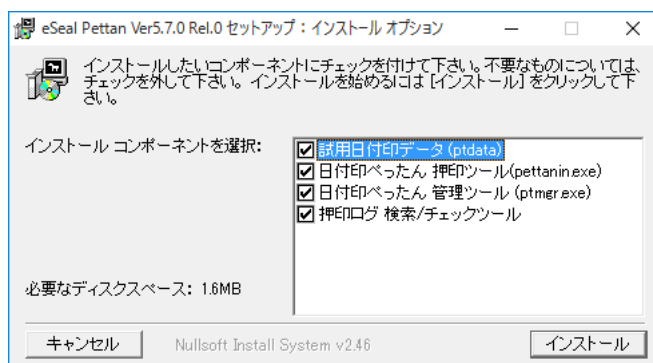 eSeal Pettan Ver5.7.0 Rel.0 セットアップ：インストール オプション
インストールしたいコンポーネントにチェックを付けて下さい。不要なものについては、
チェックを外して下さい。インストールを始めるには [インストール] をクリックして下
さい。
インストール コンポーネントを選択:
試用日付印データ (ptdata)
日付印ぺったん 押印ツール(pettanin.exe)
日付印ぺったん 管理ツール (ptmgr.exe)
押印ログ 検索/チェックツール
必要なディスクスペース: 1.6MB
キャンセル
Nullsoft Install System v2.46
インストール